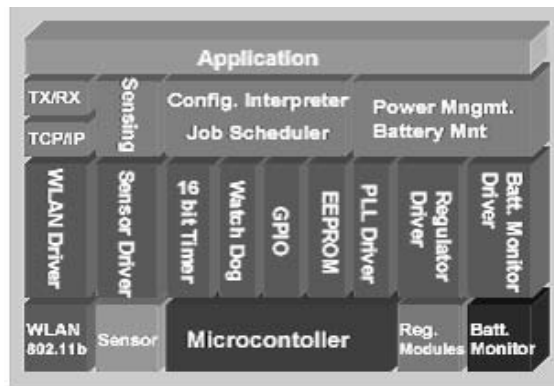 Application
TX/RX
TCP/IP
Sensing
Config. Interpreter
Job Scheduler
Power Mngmt.
Battery Mnt
WLAN Driver
Sensor Driver
16
bit Timer
Watch Dog
GPIO
EEPROM
PLL Driver
Regulator
Driver
Batt. Monitor
Driver
WLAN
802.11b
Sensor
Microcontoller
Reg.
Modules
Batt.
Monitor